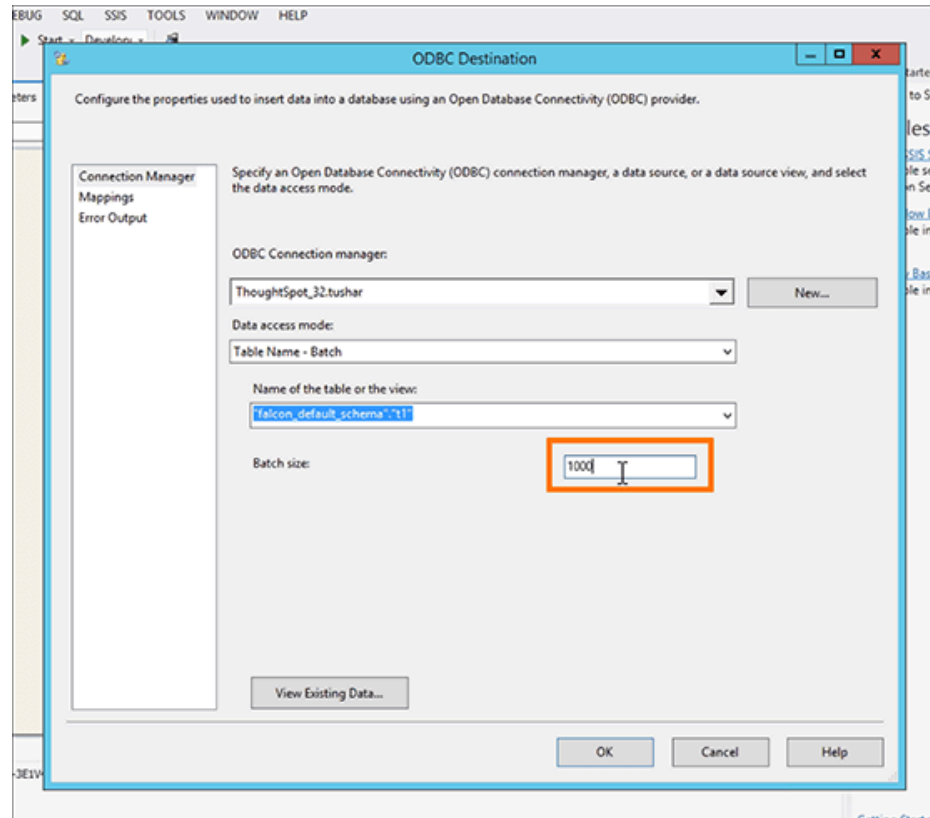 EBUG SQL SSIS TOOLS WINDOW HELP
Start Develop
ODBC Destination
Configure the properties used to insert data into a database using an Open Database Connectivity (ODBC) provider.
Connection Manager
Mappings
Error Output
Specify an Open Database Connectivity (ODBC) connection manager, a data source, or a data source view, and select
the data access mode.
ODBC Connection manager:
ThoughtSpot_32.tushar
New...
Data access mode:
Table Name - Batch
Name of the table or the view:
"falcon_default_schema"."t1"
Batch size:
1000
View Existing Data...
OK Cancel Help